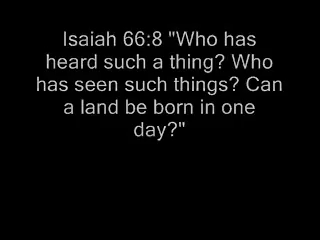 Isaiah 66:8 "Who has
heard such a thing? Who
has seen such things? Can
a land be born in one
day?"